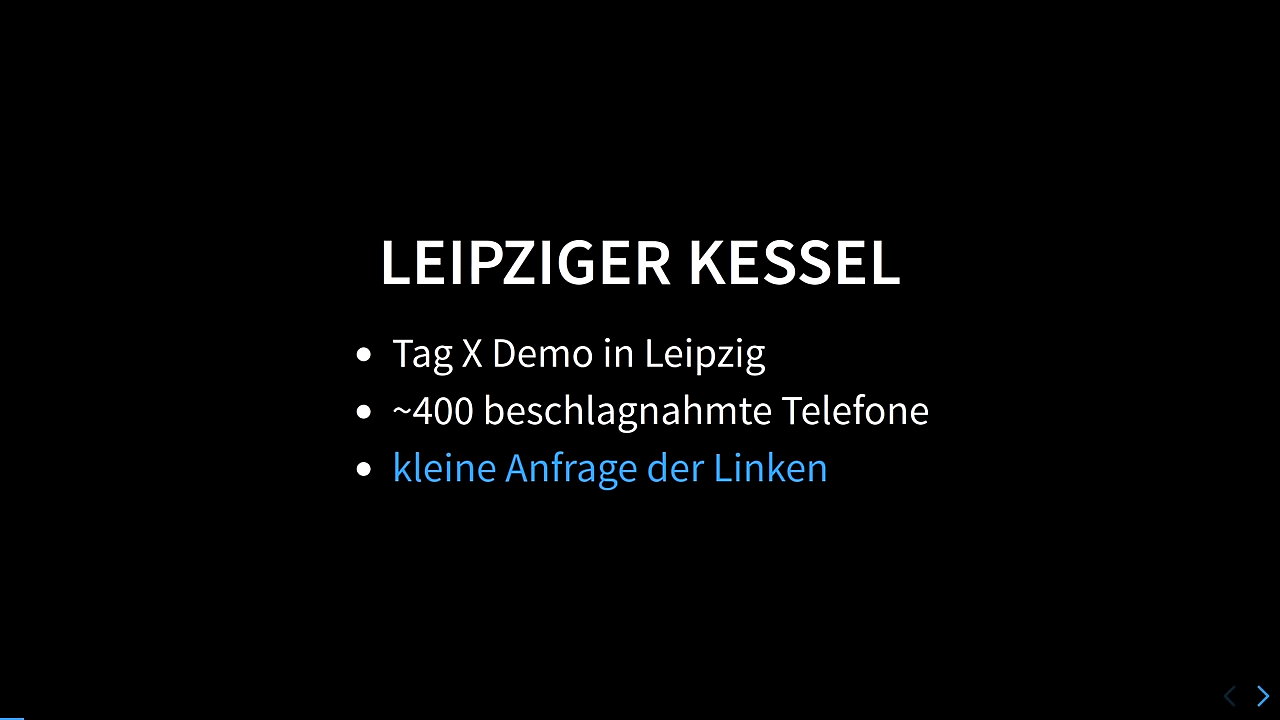 LEIPZIGER KESSEL
Tag X Demo in Leipzig
~400 beschlagnahmte Telefone
kleine Anfrage der Linken